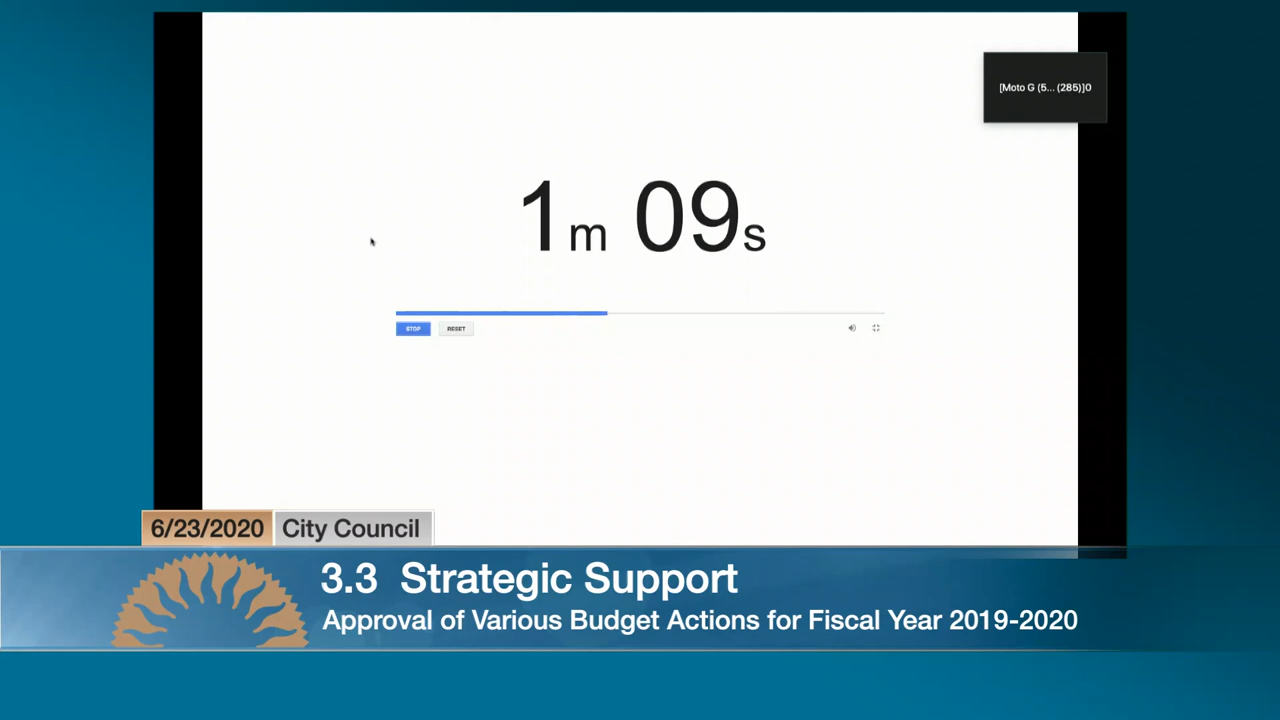 [Moto G (5... (285)]0
1m 09s
STOP RESET
6/23/2020 City Council
3.3 Strategic Support
Approval of Various Budget Actions for Fiscal Year 2019-2020